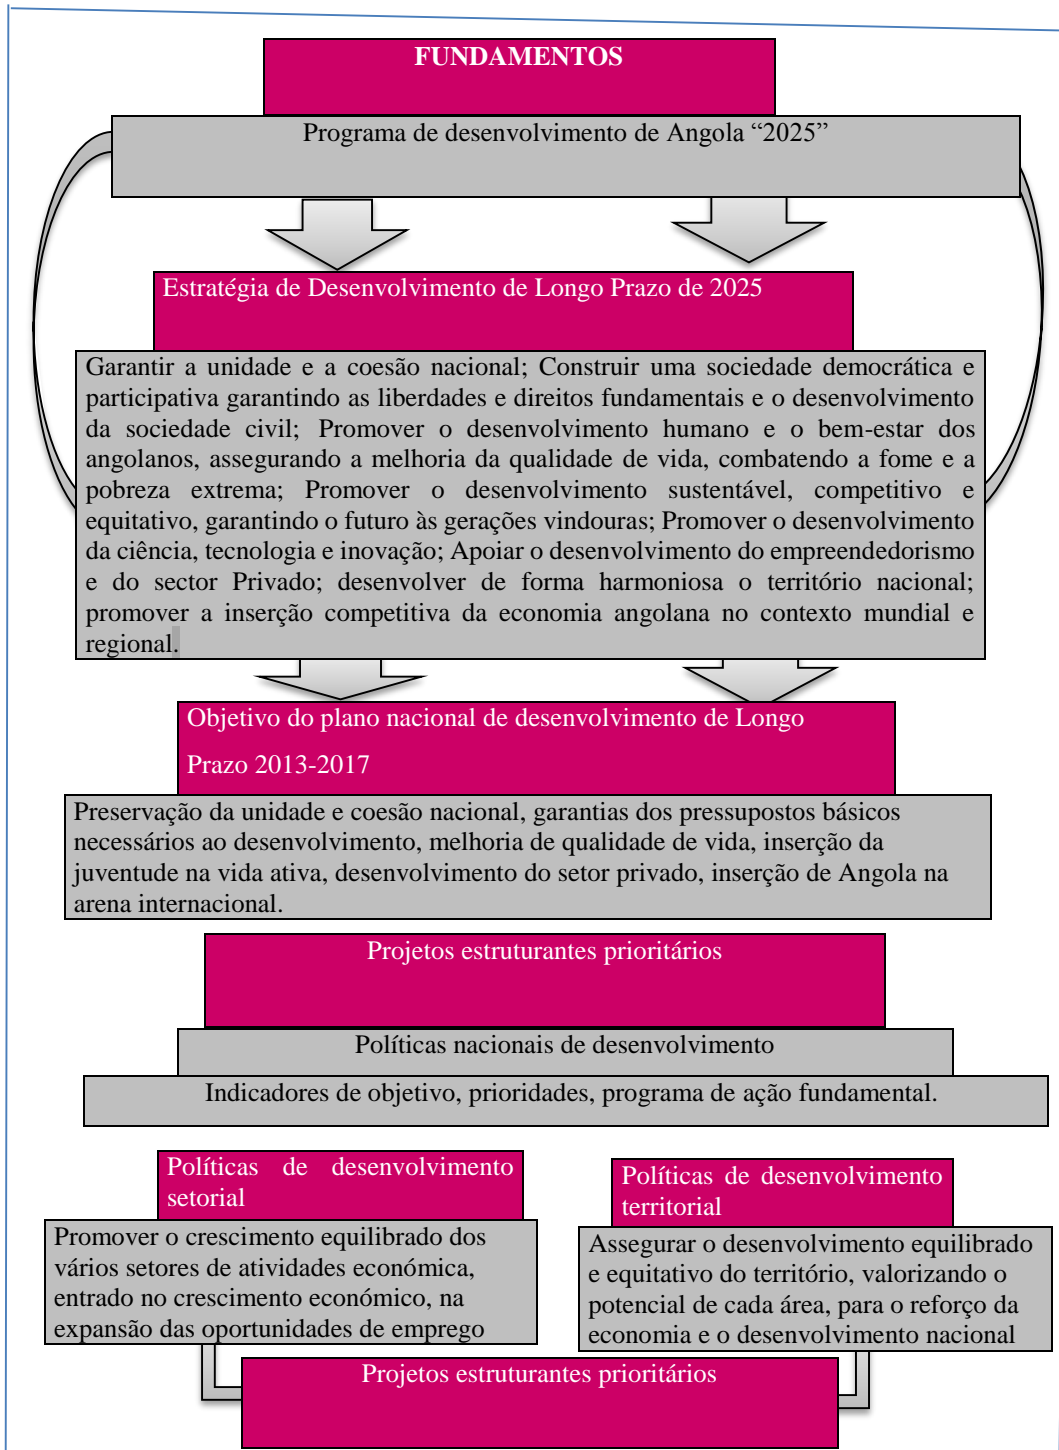 FUNDAMENTOS
Programa de desenvolvimento de Angola “2025”
Estratégia de Desenvolvimento de Longo Prazo de 2025
Garantir a unidade e a coesão nacional; Construir uma sociedade democrática e
participativa garantindo as liberdades e direitos fundamentais e o desenvolvimento
da sociedade civil; Promover o desenvolvimento humano e o bem-estar dos
angolanos, assegurando a melhoria da qualidade de vida, combatendo a fome e a
pobreza extrema; Promover o desenvolvimento sustentável, competitivo e
equitativo, garantindo o futuro às gerações vindouras; Promover o desenvolvimento
da ciência, tecnologia e inovação; Apoiar o desenvolvimento do empreendedorismo
e do sector Privado; desenvolver de forma harmoniosa o território nacional;
promover a inserção competitiva da economia angolana no contexto mundial e
regional.
Objetivo do plano nacional de desenvolvimento de Longo
Prazo 2013-2017
Preservação da unidade e coesão nacional, garantias dos pressupostos básicos
necessários ao desenvolvimento, melhoria de qualidade de vida, inserção da
juventude na vida ativa, desenvolvimento do setor privado, inserção de Angola na
arena internacional.
Projetos estruturantes prioritários
Políticas nacionais de desenvolvimento
Indicadores de objetivo, prioridades, programa de ação fundamental.
Políticas de desenvolvimento
setorial
Promover o crescimento equilibrado dos
vários setores de atividades económica,
entrado no crescimento económico, na
expansão das oportunidades de emprego
Políticas de desenvolvimento
territorial
Assegurar o desenvolvimento equilibrado
e equitativo do território, valorizando o
potencial de cada área, para o reforço da
economia e o desenvolvimento nacional
Projetos estruturantes prioritários